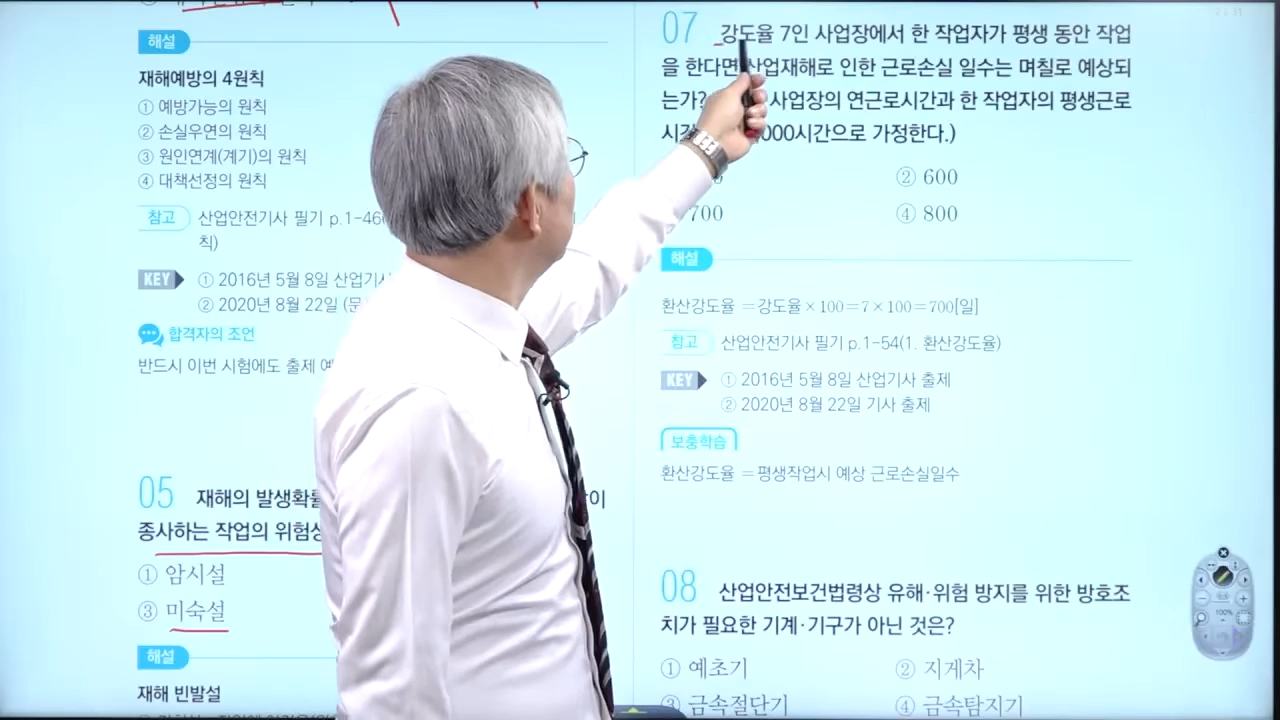 해설
재해예방의 4원칙
① 예방가능의 원칙
② 손실우연의 원칙
③ 원인연계(계기)의 원칙
④ 대책선정의 원칙
참고 산업안전기사 필기 p.1-46
칙)
KEY ① 2016년 5월 8일 산업기사
② 2020년 8월 22일 (문
합격자의 조언
반드시 이번 시험에도 출제
05 재해의 발생확률 이
종사하는 작업의 위험성
① 암시설
③ 미숙설
해설
재해 빈발설
07 강도율 7인 사업장에서 한 작업자가 평생 동안 작업
을 한다면 산업재해로 인한 근로손실 일수는 며칠로 예상되
는가? 사업장의 연근로시간과 한 작업자의 평생근로
000시간으로 가정한다.)
② 600
700
④ 800
해설
환산강도율 =강도율×100=7×100=700[일]
참고 산업안전기사 필기 p.1-54(1. 환산강도율)
KEY ① 2016년 5월 8일 산업기사 출제
② 2020년 8월 22일 기사 출제
보충학습
환산강도율 =평생작업시 예상 근로손실일수
08 산업안전보건법령상 유해·위험 방지를 위한 방호조
치가 필요한 기계·기구가 아닌 것은?
① 예초기
② 지게차
③ 금속절단기
④ 금속탐지기
100%